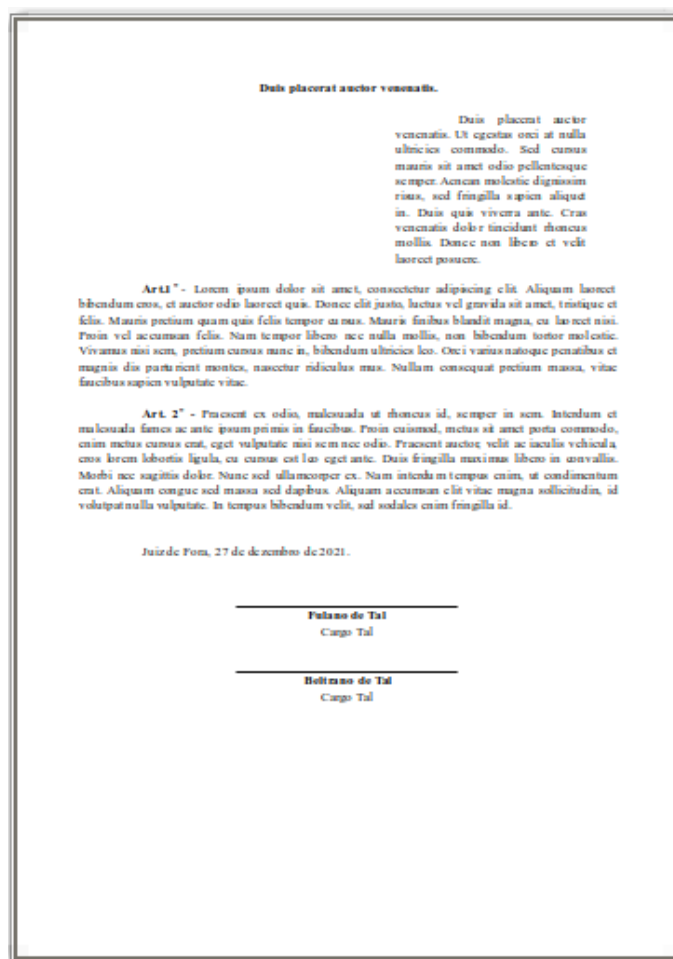 Duis placerat auctor venenatis.
Duis placerat auctor
venenatis. Ut egestas orci at nulla
ultricies commodo. Sed cursus
mauris sit amet odio pellentesque
semper. Aenean molestie dignissim
risus, sed fringilla sapien aliquet
in. Duis quis viverra ante. Cras
venenatis dolor tincidunt rhoncus
mollis. Donec non libero et velit
laoreet posuere.
Art.1º - Lorem ipsum dolor sit amet, consectetur adipiscing elit. Aliquam laoreet
bibendum eros, et auctor odio laoreet quis. Donec elit justo, luctus vel gravida sit amet, tristique et
felis. Mauris pretium quam quis felis tempor cursus. Mauris finibus blandit magna, eu laoreet nisi.
Proin vel accumsan felis. Nam tempor libero nec nulla mollis, non bibendum tortor molestie.
Vivamus nisi sem, pretium cursus nunc in, bibendum ultricies leo. Orci varius natoque penatibus et
magnis dis parturient montes, nascetur ridiculus mus. Nullam consequat pretium massa, vitae
faucibus sapien vulputate vitae.
Art. 2º - Praesent ex odio, malesuada ut rhoncus id, semper in sem. Interdum et
malesuada fames ac ante ipsum primis in faucibus. Proin euismod, metus sit amet porta commodo,
enim metus cursus erat, eget vulputate nisi sem nec odio. Praesent auctor, velit ac iaculis vehicula,
eros lorem lobortis ligula, eu cursus est leo eget ante. Duis fringilla maximus libero in convallis.
Morbi nec sagittis dolor. Nunc sed ullamcorper ex. Nam interdum tempus enim, ut condimentum
erat. Aliquam congue sed massa sed dapibus. Aliquam accumsan elit vitae magna sollicitudin, id
volutpat nulla vulputate. In tempus bibendum velit, sed sodales enim fringilla id.
Juiz de Fora, 27 de dezembro de 2021.
Fulano de Tal
Cargo Tal
Beltrano de Tal
Cargo Tal